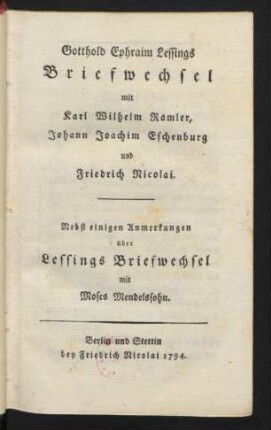 Gotthold Ephraim Lessings
Briefwechsel
mit
Karl Wilhelm Ramler,
Johann Joachim Eschenburg
und
Friedrich Nicolai.
Nebst einigen Anmerkungen
über
Lessings Briefwechsel
mit
Moses Mendelssohn.
Berlin und Stettin
bey Friedrich Nicolai 1794.